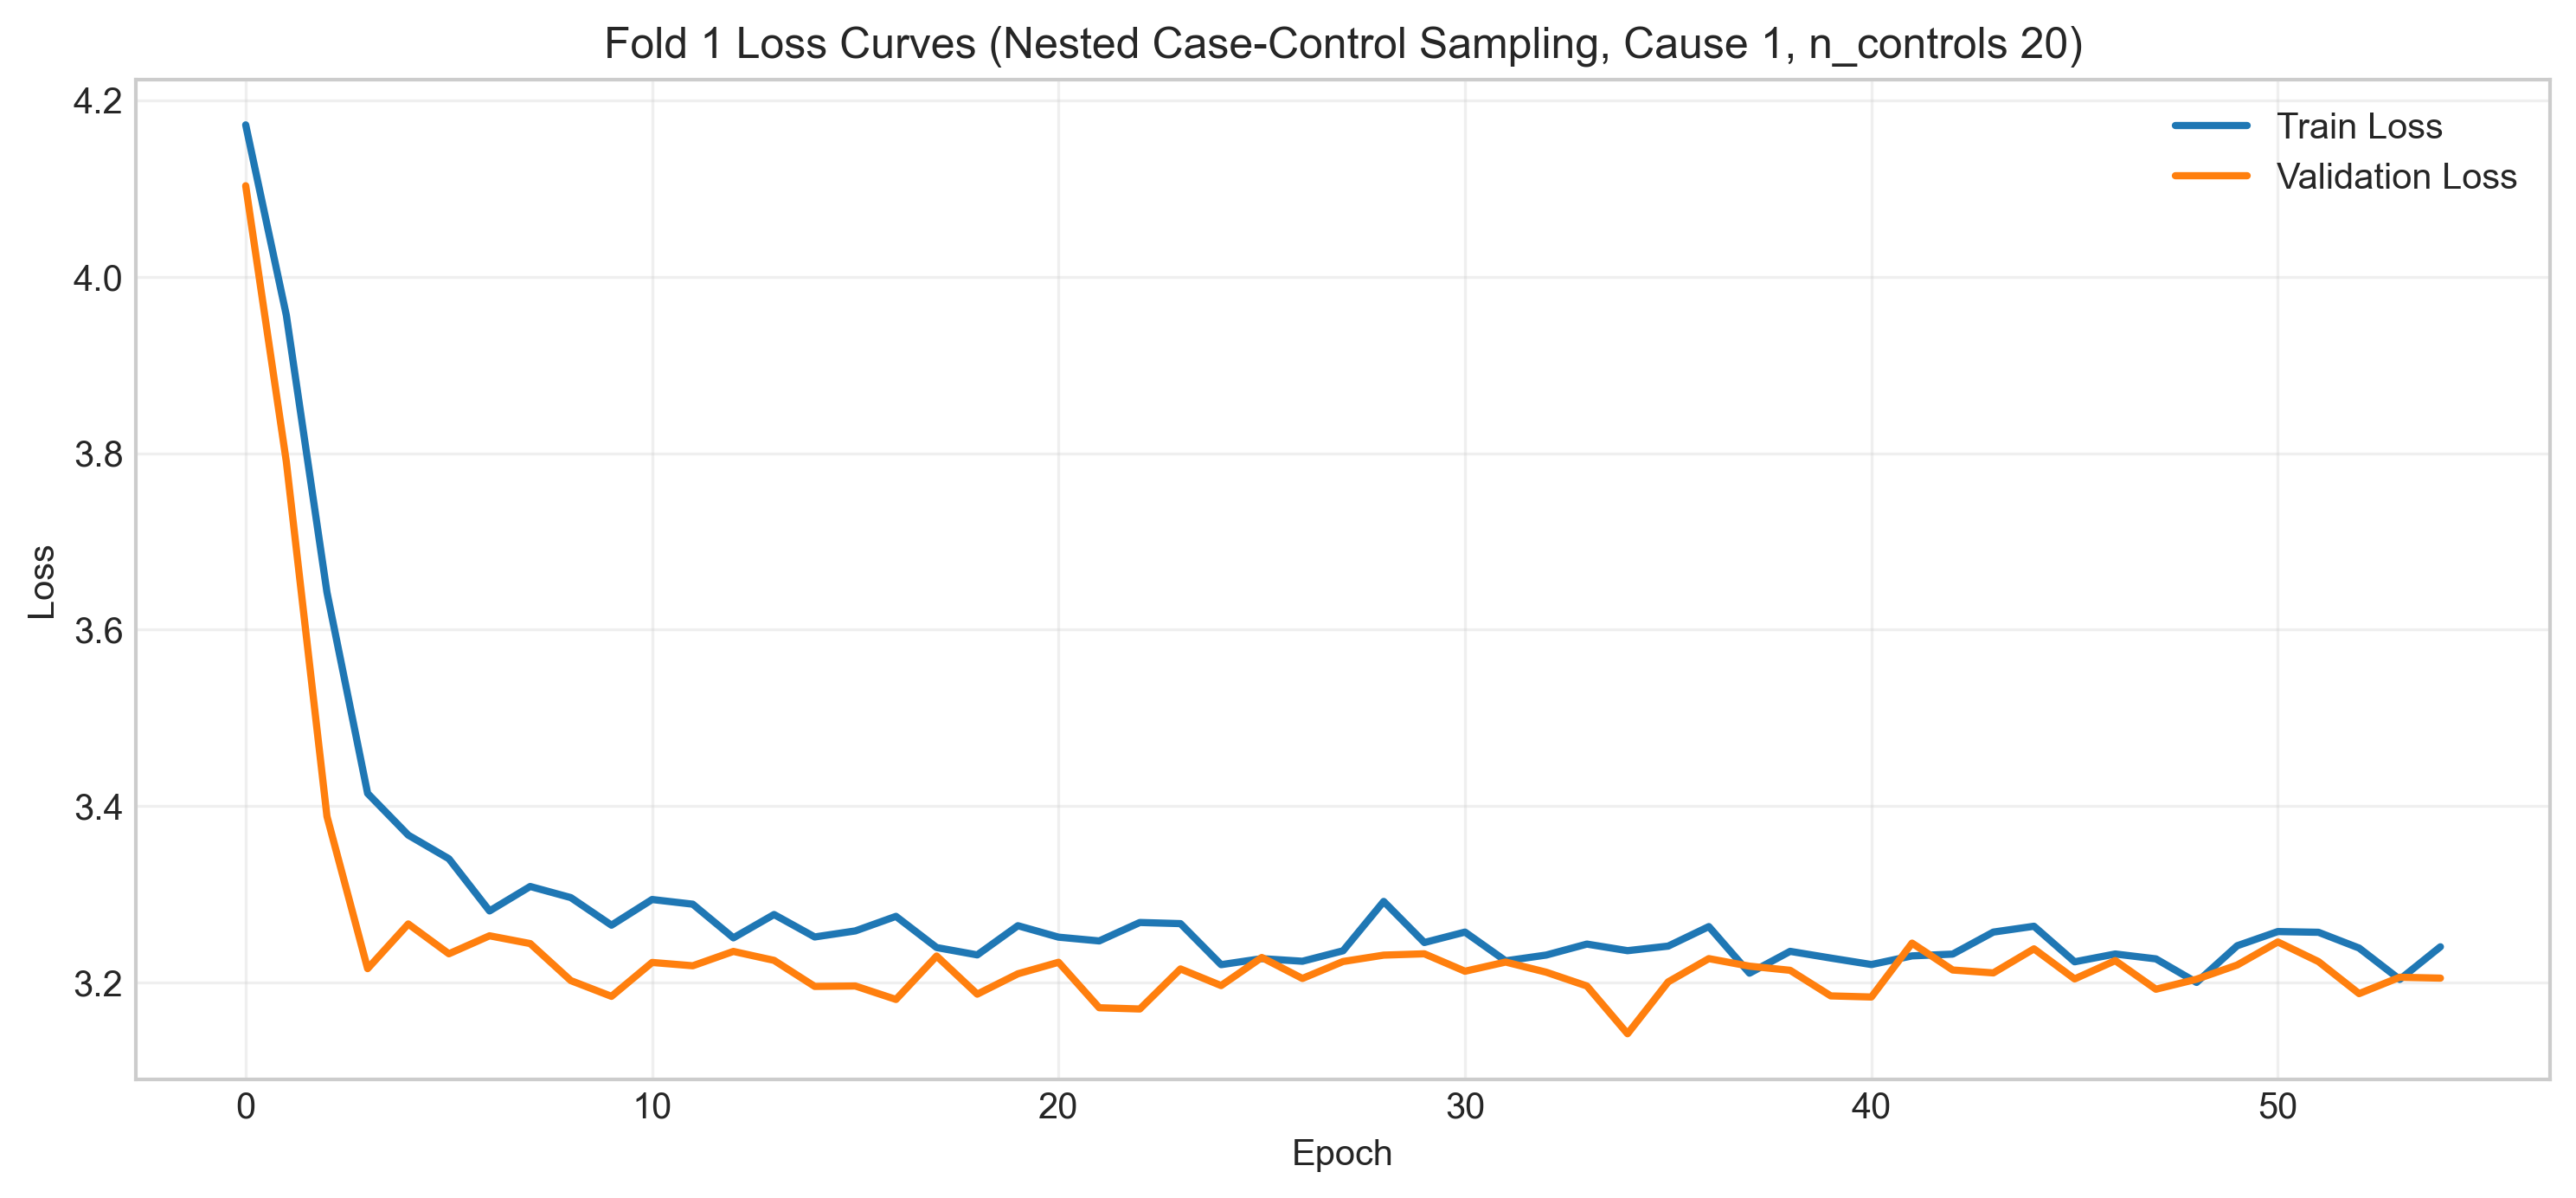 Fold 1 Loss Curves (Nested Case-Control Sampling, Cause 1, n_controls 20)
Train Loss
Validation Loss
Loss
4.2
4.0
3.8
3.6
3.4
3.2
0 10 20 30 40 50
Epoch